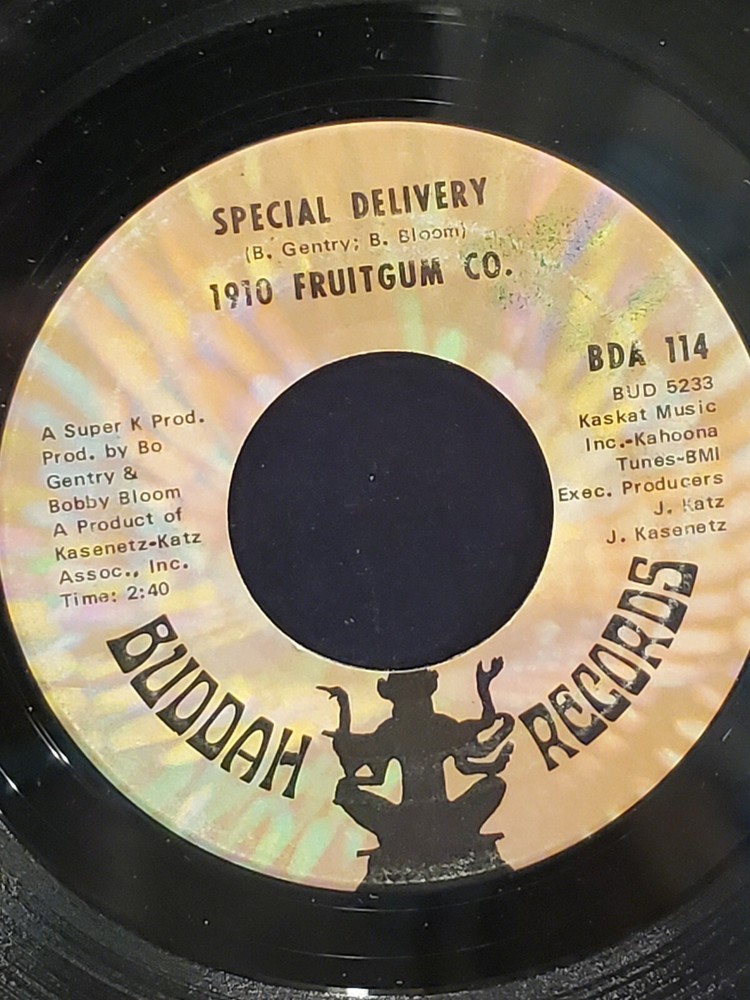 SPECIAL DELIVERY
(B. Gentry; B. Bloom)
1910 FRUITGUM CO.
BDA 114
BUD 5233
Kaskat Music
Inc.-Kahoona
Tunes-BMI
Exec. Producers
J. Katz
J. Kasenetz
A Super K Prod.
Prod. by Bo
Gentry &
Bobby Bloom
A Product of
Kasenetz-Katz
Assoc., Inc.
Time: 2:40
BUDDAH RECORDS